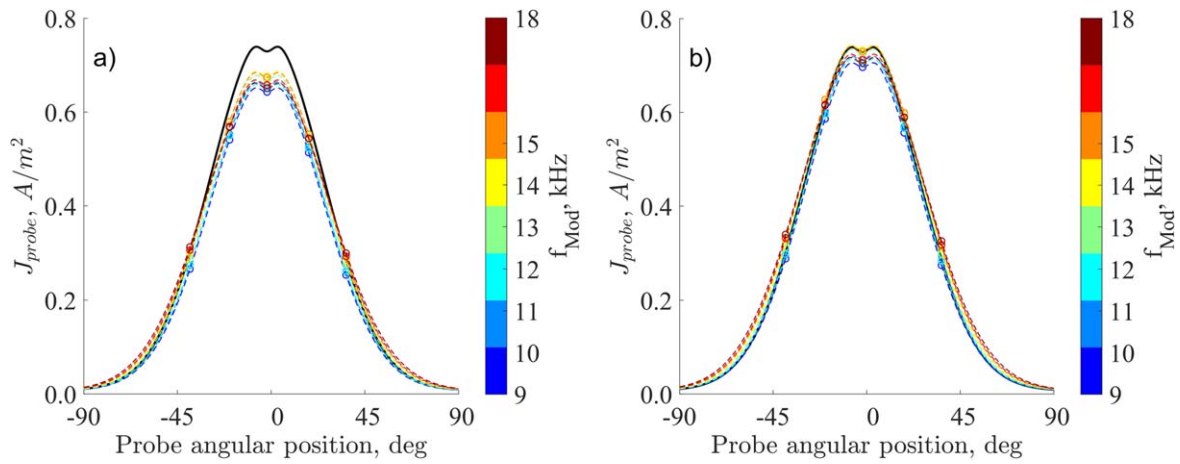 a)
0.8
0.6
0.4
0.2
0.0
J_probe, A/m²
-90 -45 0 45 90
Probe angular position, deg
18
15
14
13
12
11
10
9
f_Mod, kHz
b)
0.8
0.6
0.4
0.2
0.0
J_probe, A/m²
-90 -45 0 45 90
Probe angular position, deg
18
15
14
13
12
11
10
9
f_Mod, kHz